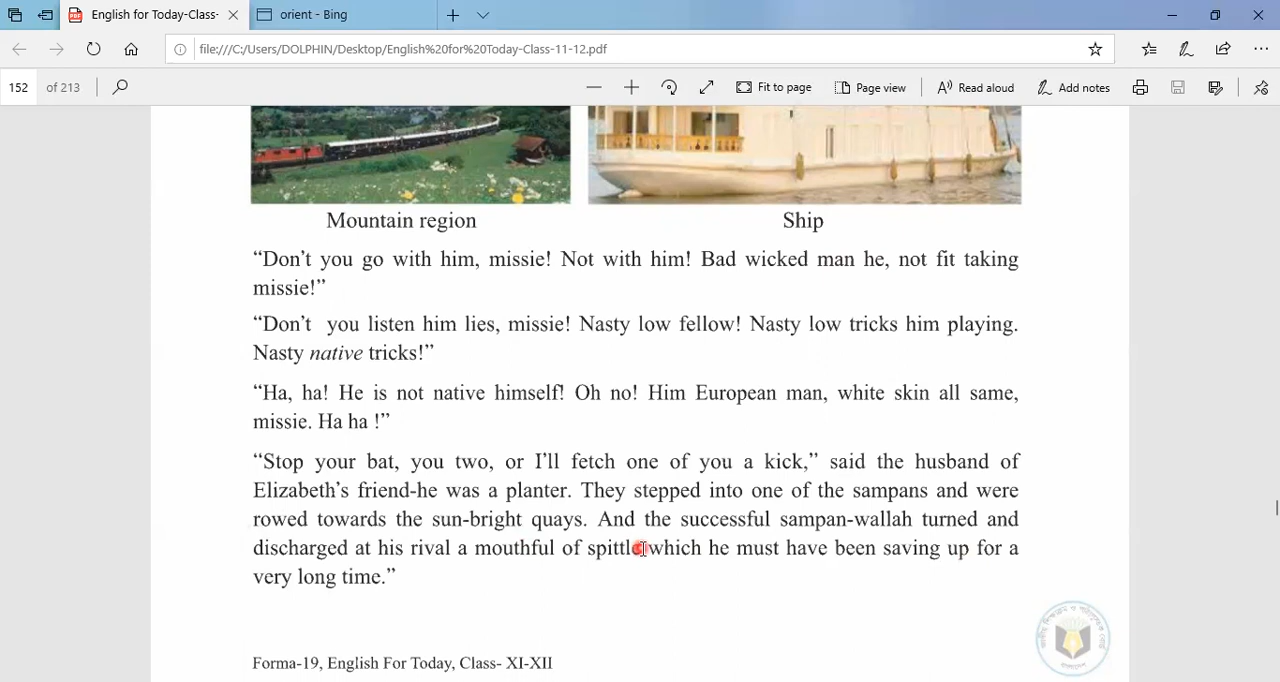 English for Today-Class
orient - Bing
file:///C:/Users/DOLPHIN/Desktop/English%20for%20Today-Class-11-12.pdf
152 of 213
Fit to page
Page view
Read aloud
Add notes
Mountain region
Ship
“Don’t you go with him, missie! Not with him! Bad wicked man he, not fit taking
missie!”
“Don’t you listen him lies, missie! Nasty low fellow! Nasty low tricks him playing.
Nasty native tricks!”
“Ha, ha! He is not native himself! Oh no! Him European man, white skin all same,
missie. Ha ha !”
“Stop your bat, you two, or I’ll fetch one of you a kick,” said the husband of
Elizabeth’s friend-he was a planter. They stepped into one of the sampans and were
rowed towards the sun-bright quays. And the successful sampan-wallah turned and
discharged at his rival a mouthful of spittle which he must have been saving up for a
very long time.”
Forma-19, English For Today, Class- XI-XII